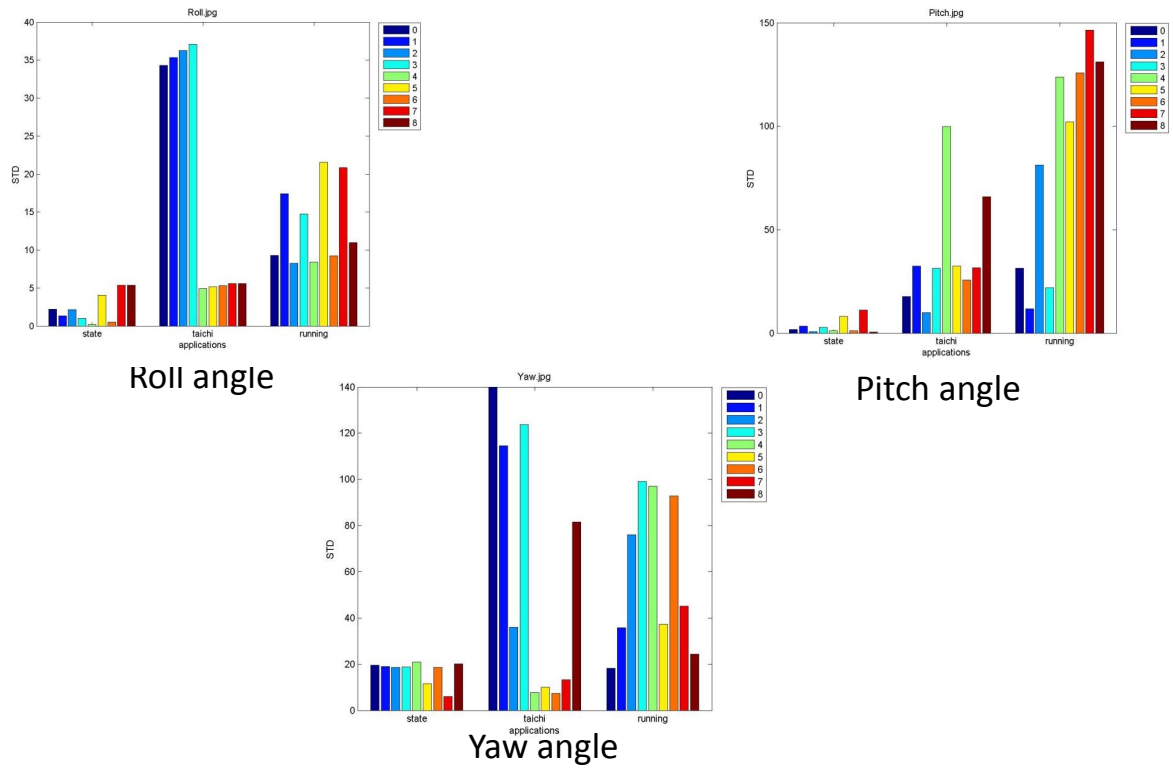 Roll.jpg
40
35
30
25
20
15
10
5
0
STD
state
taichi
running
applications
0
1
2
3
4
5
6
7
8
Roll angle
Pitch.jpg
150
100
50
0
STD
state
taichi
running
applications
0
1
2
3
4
5
6
7
8
Pitch angle
Yaw.jpg
140
120
100
80
60
40
20
0
STD
state
taichi
running
applications
0
1
2
3
4
5
6
7
8
Yaw angle